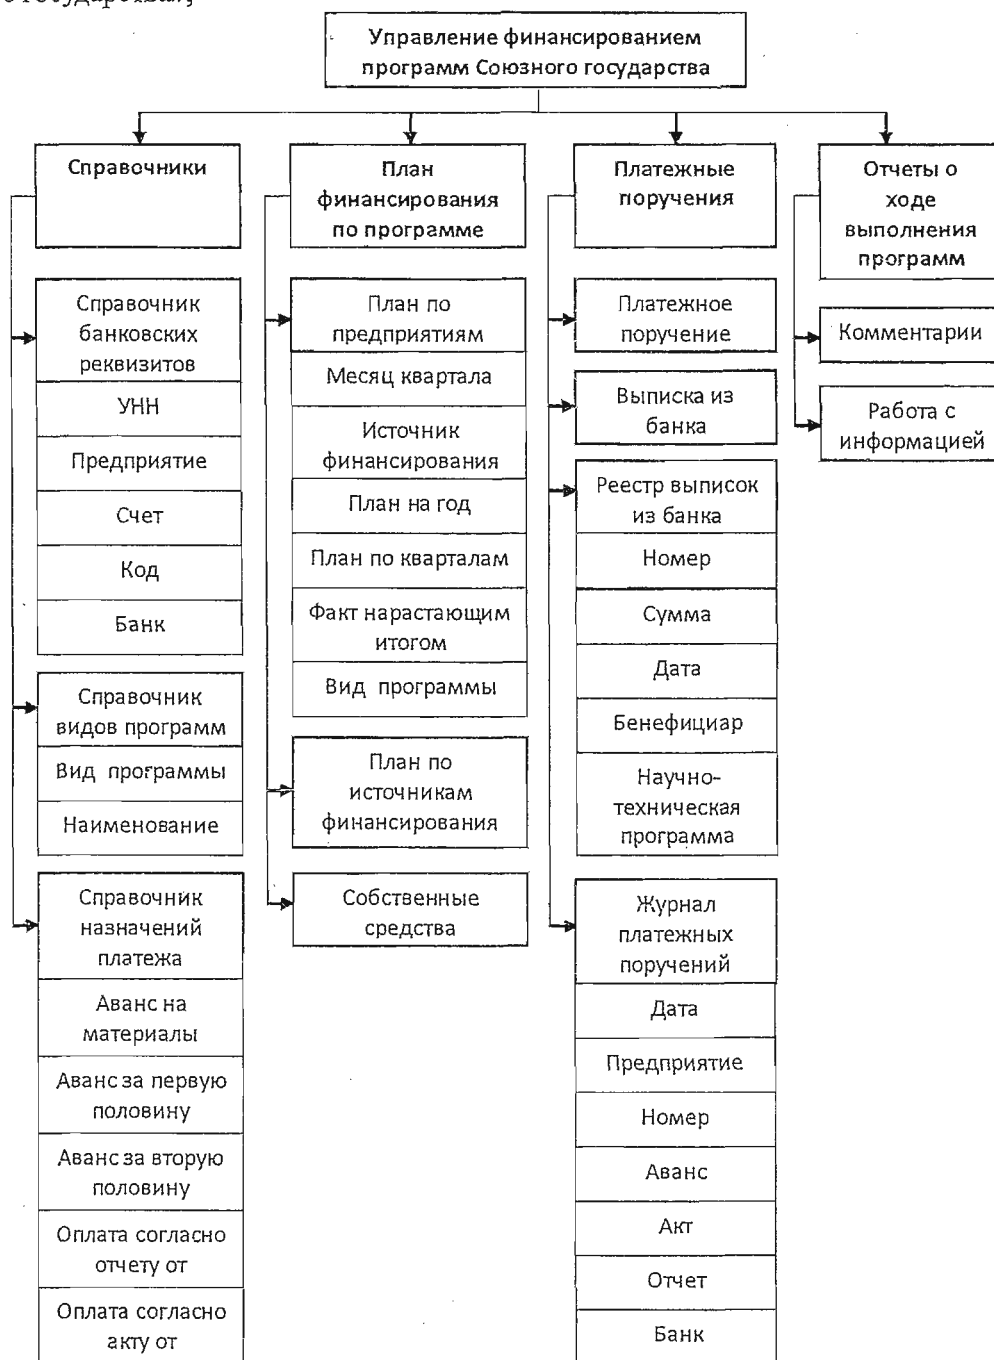 Управление финансированием
программ Союзного государства
Справочники
Справочник
банковских
реквизитов
УНН
Предприятие
Счет
Код
Банк
Справочник
видов программ
Вид программы
Наименование
Справочник
назначений
платежа
Аванс на
материалы
Аванс за первую
половину
Аванс за вторую
половину
Оплата согласно
отчету от
Оплата согласно
акту от
План
финансирования
по программе
План по
предприятиям
Месяц квартала
Источник
финансирования
План на год
План по кварталам
Факт нарастающим
итогом
Вид программы
План по
источникам
финансирования
Собственные
средства
Платежные
поручения
Платежное
поручение
Выписка из
банка
Реестр выписок
из банка
Номер
Сумма
Дата
Бенефициар
Научно-
техническая
программа
Журнал
платежных
поручений
Дата
Предприятие
Номер
Аванс
Акт
Отчет
Банк
Отчеты о
ходе
выполнения
программ
Комментарии
Работа с
информацией